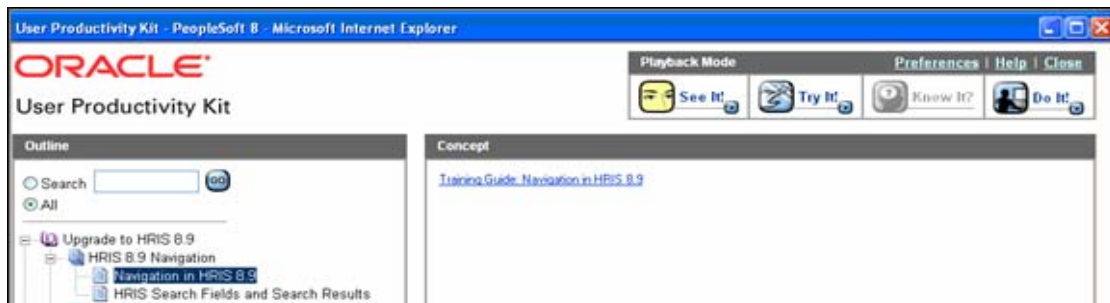 User Productivity Kit - PeopleSoft 8 - Microsoft Internet Explorer
ORACLE
User Productivity Kit
Playback Mode
Preferences | Help | Close
See It!
Try It!
Know It?
Do It!
Outline
Search
GO
All
Upgrade to HRIS 8.9
HRIS 8.9 Navigation
Navigation in HRIS 8.9
HRIS Search Fields and Search Results
Concept
Training Guide: Navigation in HRIS 8.9